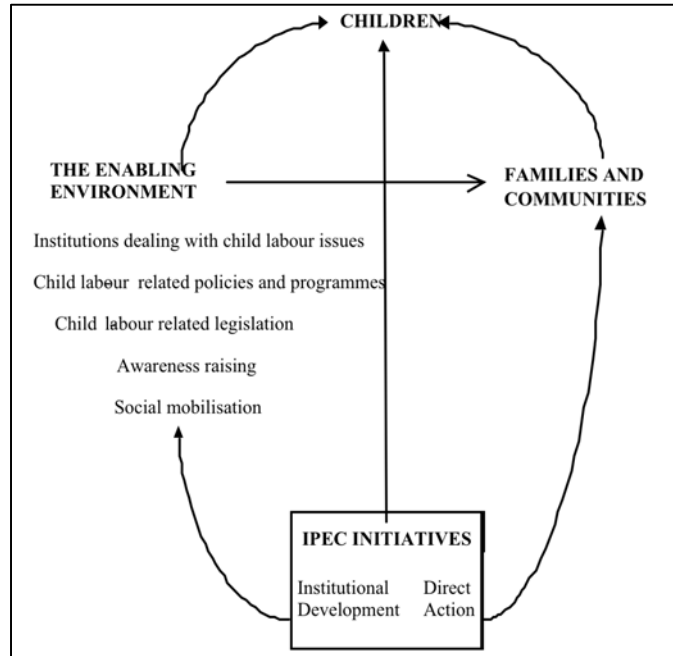 CHILDREN
THE ENABLING
ENVIRONMENT
FAMILIES AND
COMMUNITIES
Institutions dealing with child labour issues
Child labour related policies and programmes
Child labour related legislation
Awareness raising
Social mobilisation
IPEC INITIATIVES
Institutional Direct
Development Action